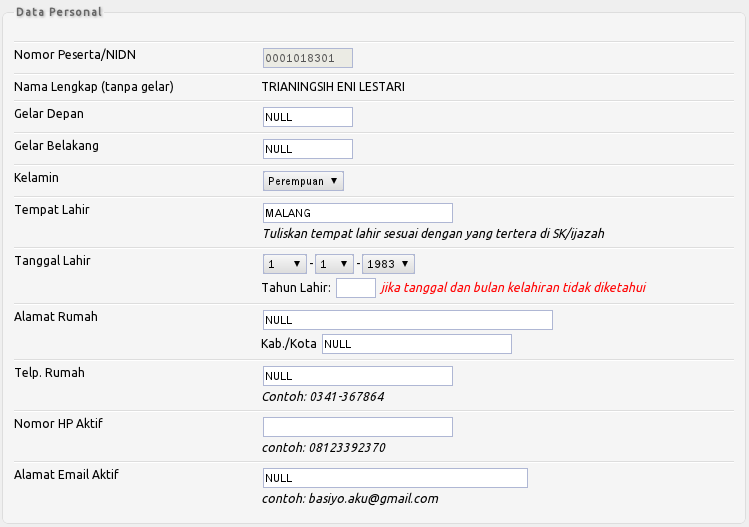 Data Personal
Nomor Peserta/NIDN 0001018301
Nama Lengkap (tanpa gelar) TRIANINGSIH ENI LESTARI
Gelar Depan NULL
Gelar Belakang NULL
Kelamin Perempuan ▼
Tempat Lahir MALANG
Tuliskan tempat lahir sesuai dengan yang tertera di SK/ijazah
Tanggal Lahir 1 ▼ - 1 ▼ - 1983 ▼
Tahun Lahir: jika tanggal dan bulan kelahiran tidak diketahui
Alamat Rumah NULL
Kab./Kota NULL
Telp. Rumah NULL
Contoh: 0341-367864
Nomor HP Aktif
contoh: 08123392370
Alamat Email Aktif NULL
contoh: basiyo.aku@gmail.com